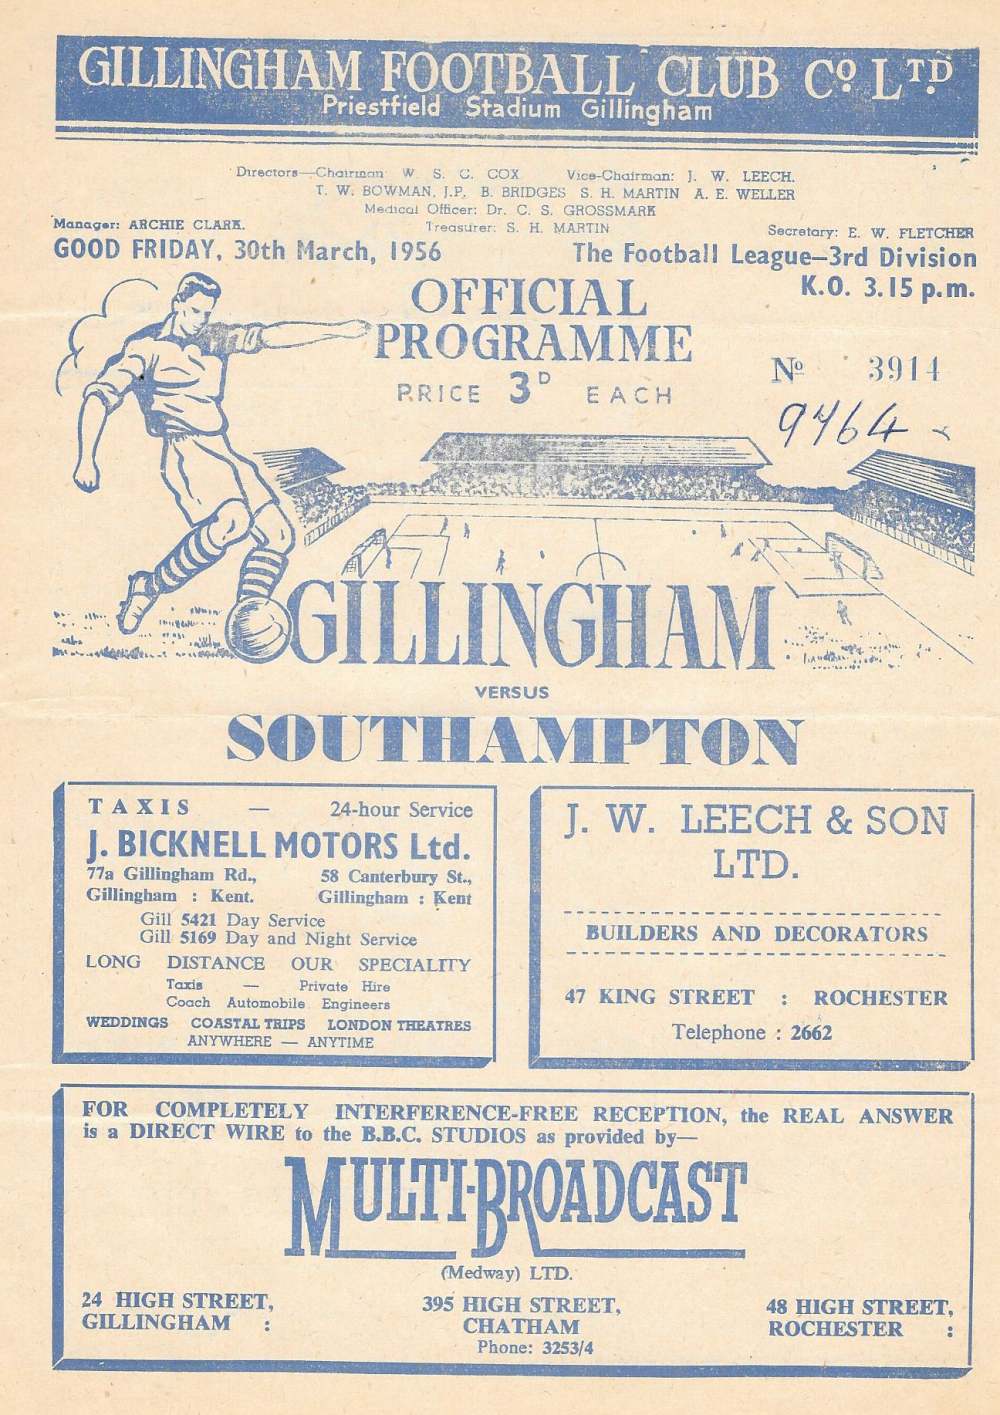 GILLINGHAM FOOTBALL CLUB Cº LTD
Priestfield Stadium Gillingham
Directors—Chairman W. S. C. COX Vice-Chairman: J. W. LEECH.
T. W. BOWMAN, J.P., B. BRIDGES S. H. MARTIN A. E. WELLER
Medical Officer: Dr. C. S. GROSSMARK
Manager: ARCHIE CLARK. Treasurer: S. H. MARTIN Secretary: E. W. FLETCHER
GOOD FRIDAY, 30th March, 1956 The Football League—3rd Division
K.O. 3.15 p.m.
OFFICIAL
PROGRAMME
PRICE 3D EACH
Nº 3914
9464
GILLINGHAM
VERSUS
SOUTHAMPTON
TAXIS — 24-hour Service
J. BICKNELL MOTORS Ltd.
77a Gillingham Rd., 58 Canterbury St.,
Gillingham : Kent. Gillingham : Kent
Gill 5421 Day Service
Gill 5169 Day and Night Service
LONG DISTANCE OUR SPECIALITY
Taxis — Private Hire
Coach Automobile Engineers
WEDDINGS COASTAL TRIPS LONDON THEATRES
ANYWHERE — ANYTIME
J. W. LEECH & SON
LTD.
BUILDERS AND DECORATORS
47 KING STREET : ROCHESTER
Telephone : 2662
FOR COMPLETELY INTERFERENCE-FREE RECEPTION, the REAL ANSWER
is a DIRECT WIRE to the B.B.C. STUDIOS as provided by—
MULTI-BROADCAST
(Medway) LTD.
24 HIGH STREET,
GILLINGHAM :
395 HIGH STREET,
CHATHAM
Phone: 3253/4
48 HIGH STREET,
ROCHESTER :